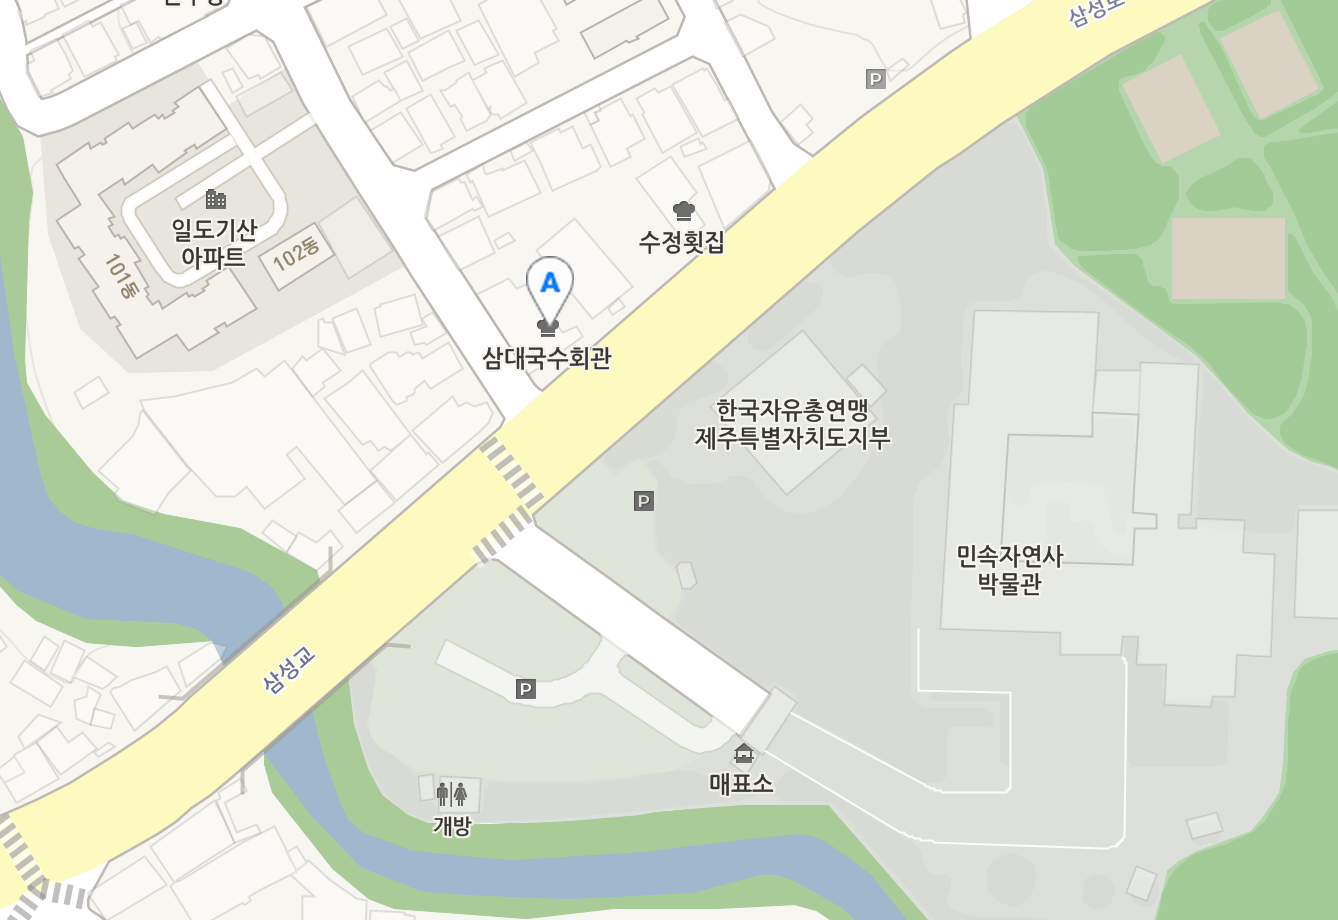 삼성로
P
일도기산
아파트
101동
102동
수정횟집
A
삼대국수회관
한국자유총연맹
제주특별자치도지부
P
민속자연사
박물관
삼성교
P
매표소
개방